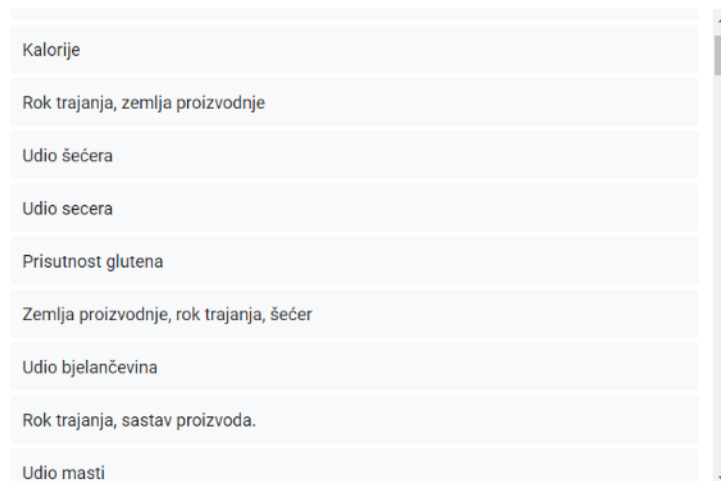 Kalorije
Rok trajanja, zemlja proizvodnje
Udio šećera
Udio secera
Prisutnost glutena
Zemlja proizvodnje, rok trajanja, šećer
Udio bjelančevina
Rok trajanja, sastav proizvoda.
Udio masti